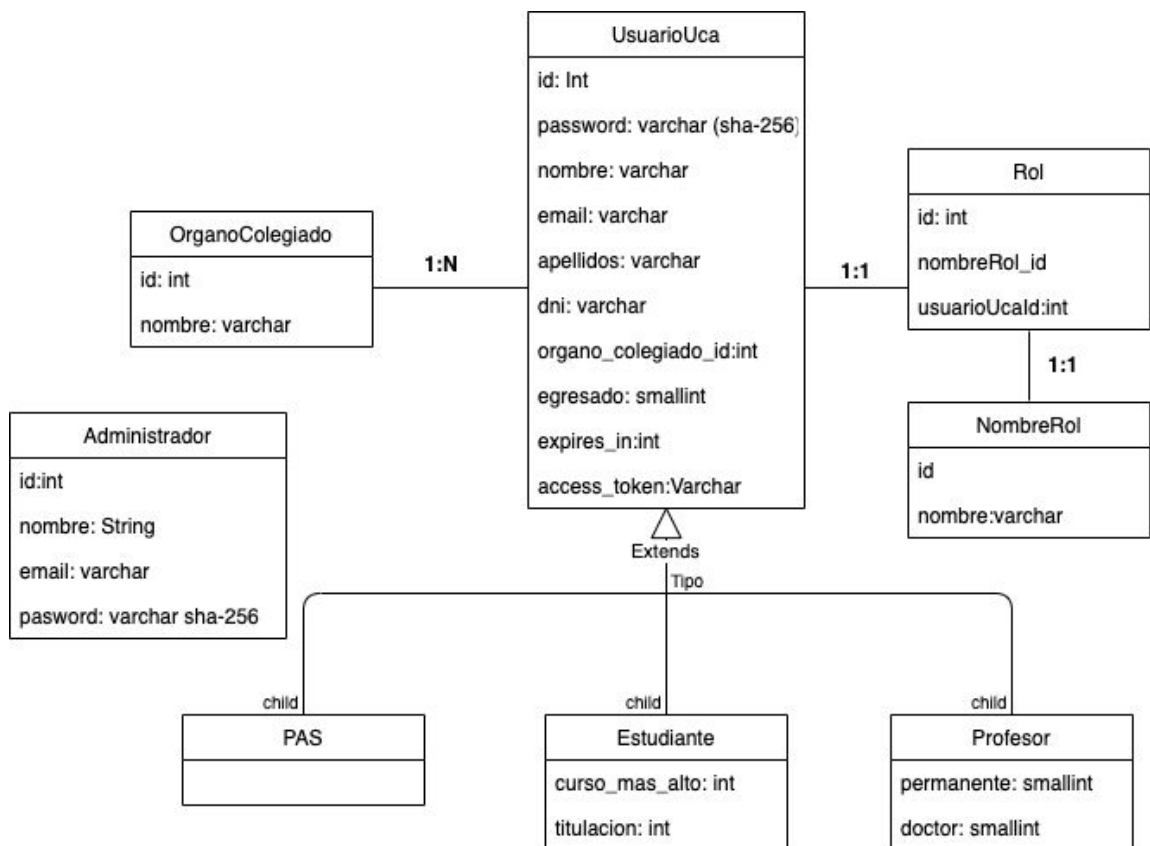 UsuarioUca
id: Int
password: varchar (sha-256)
nombre: varchar
email: varchar
apellidos: varchar
dni: varchar
organo_colegiado_id:int
egresado: smallint
expires_in:int
access_token:Varchar
OrganoColegiado
id: int
nombre: varchar
1:N
1:1
Rol
id: int
nombreRol_id
usuarioUcaId:int
1:1
NombreRol
id
nombre:varchar
Administrador
id:int
nombre: String
email: varchar
pasword: varchar sha-256
Extends
Tipo
child
child
child
PAS
Estudiante
curso_mas_alto: int
titulacion: int
Profesor
permanente: smallint
doctor: smallint